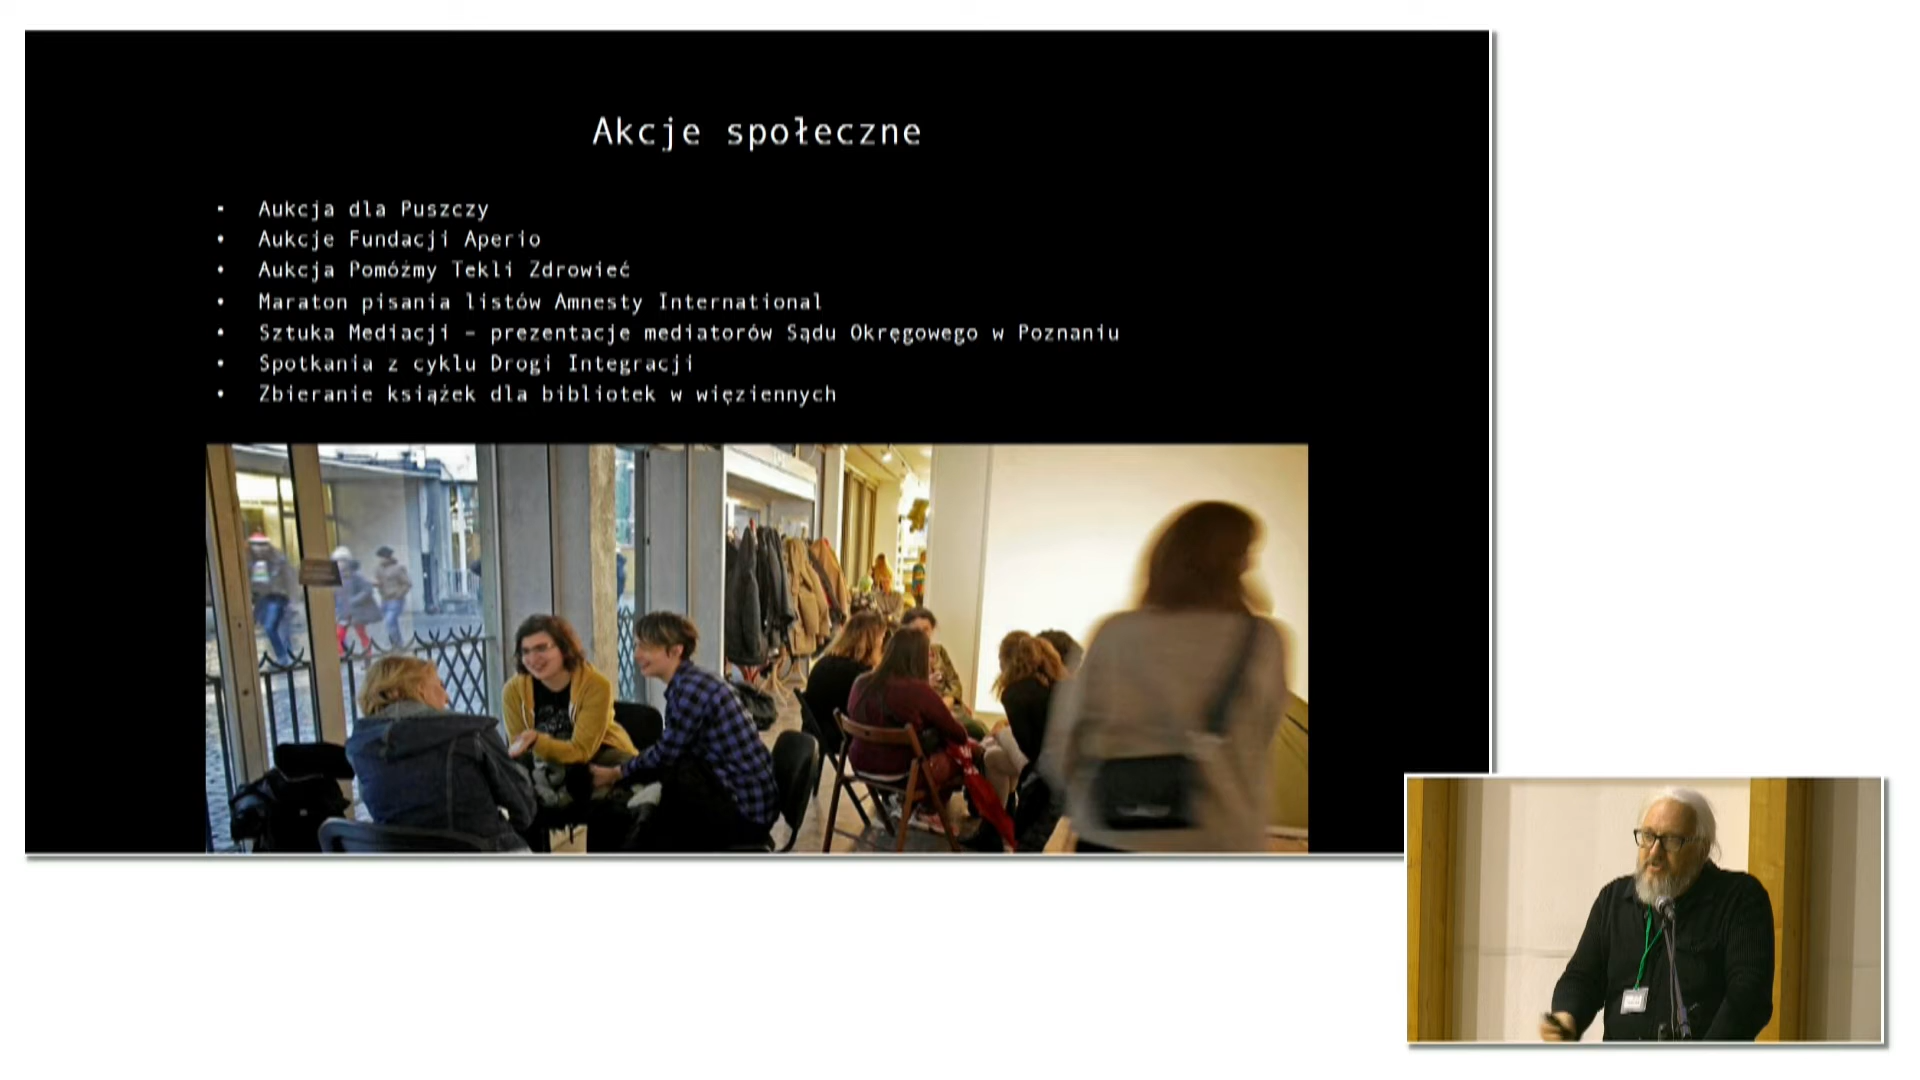 Akcje społeczne
• Aukcja dla Puszczy
• Aukcje Fundacji Aperio
• Aukcja Pomóżmy Tekli Zdrowieć
• Maraton pisania listów Amnesty International
• Sztuka Mediacji – prezentacje mediatorów Sądu Okręgowego w Poznaniu
• Spotkania z cyklu Drogi Integracji
• Zbieranie książek dla bibliotek w więziennych